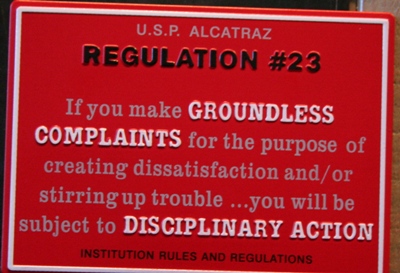 U.S.P. ALCATRAZ
REGULATION #23
If you make GROUNDLESS
COMPLAINTS for the purpose of
creating dissatisfaction and/or
stirring up trouble ...you will be
subject to DISCIPLINARY ACTION
INSTITUTION RULES AND REGULATIONS